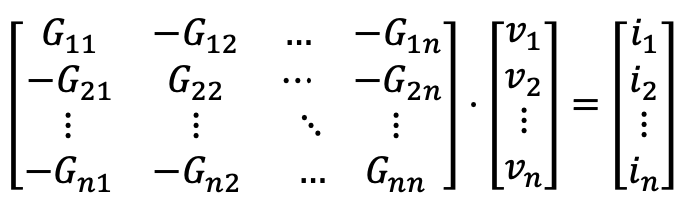 G₁₁ −G₁₂ … −G₁ₙ v₁ i₁
−G₂₁ G₂₂ ⋯ −G₂ₙ · v₂ = i₂
⋮ ⋮ ⋱ ⋮ ⋮ ⋮
−Gₙ₁ −Gₙ₂ … Gₙₙ vₙ iₙ